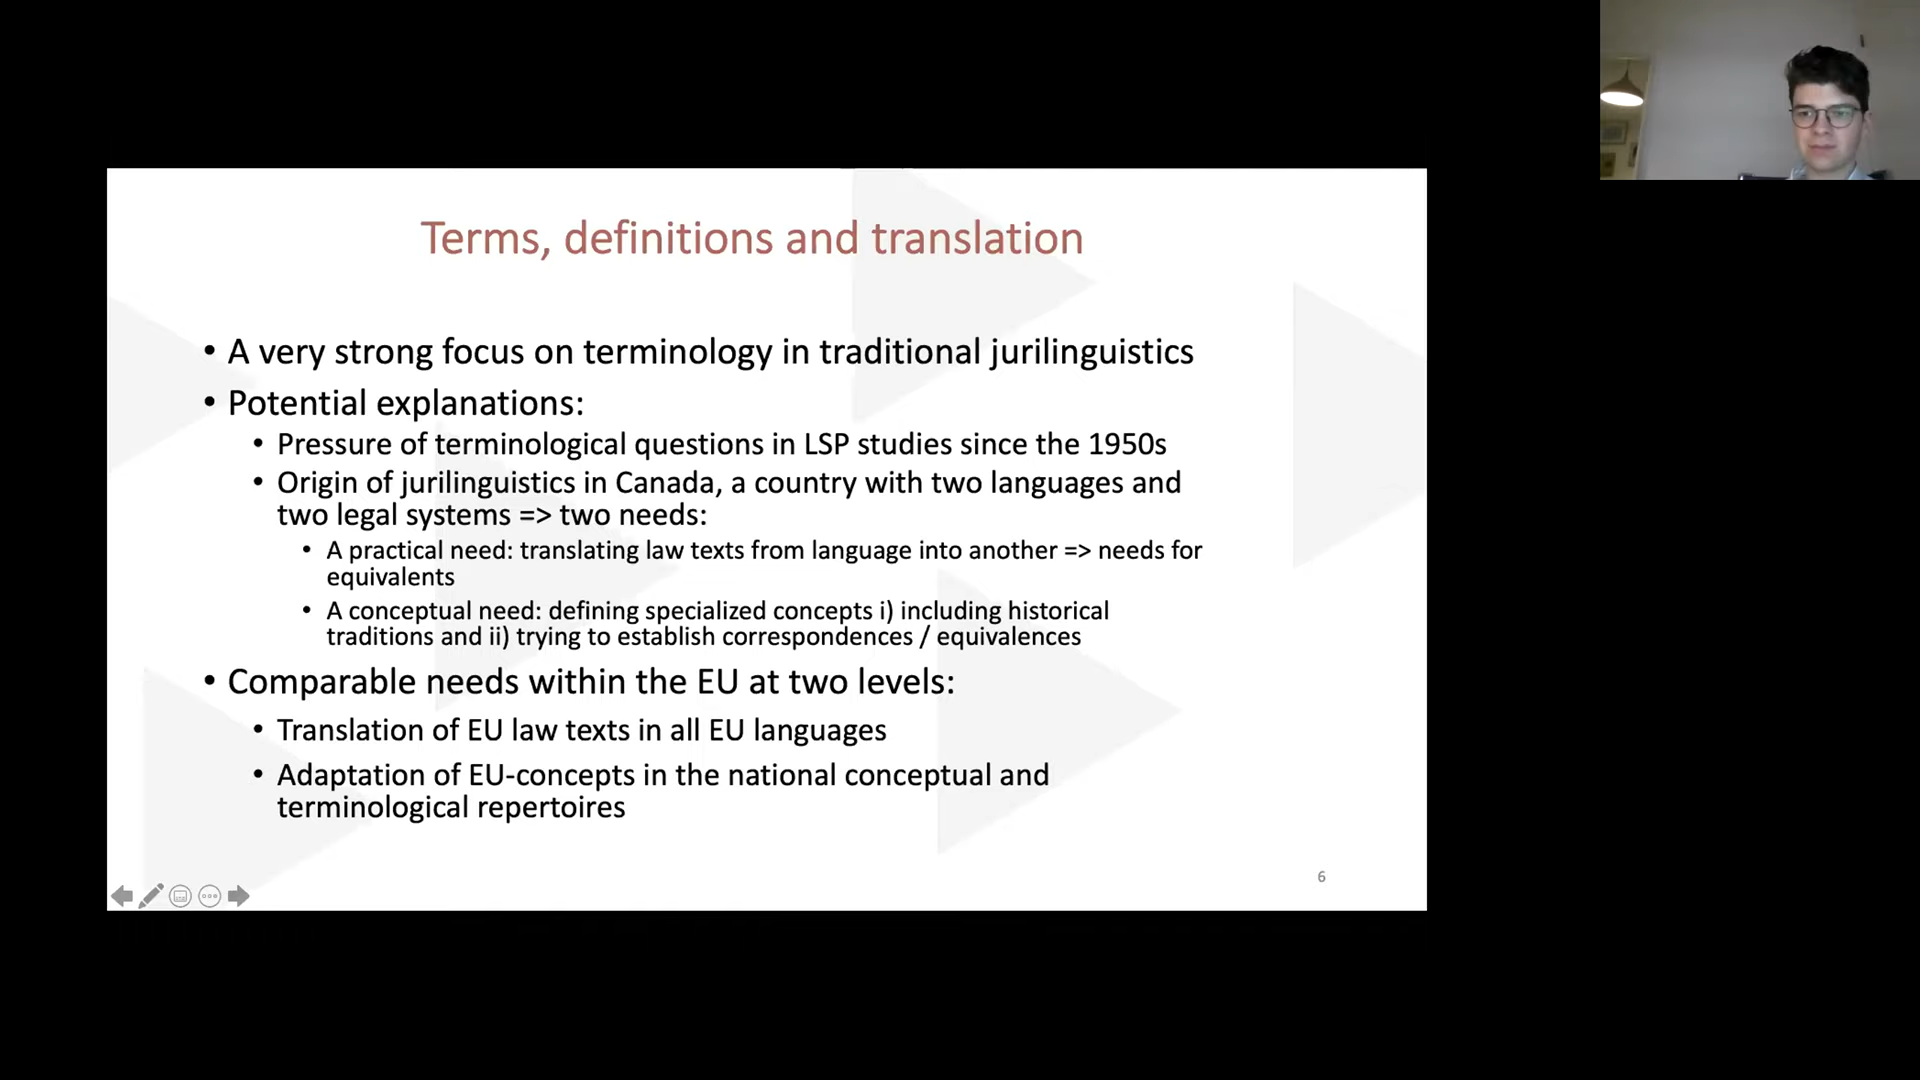 Terms, definitions and translation
• A very strong focus on terminology in traditional jurilinguistics
• Potential explanations:
• Pressure of terminological questions in LSP studies since the 1950s
• Origin of jurilinguistics in Canada, a country with two languages and
two legal systems => two needs:
• A practical need: translating law texts from language into another => needs for
equivalents
• A conceptual need: defining specialized concepts i) including historical
traditions and ii) trying to establish correspondences / equivalences
• Comparable needs within the EU at two levels:
• Translation of EU law texts in all EU languages
• Adaptation of EU-concepts in the national conceptual and
terminological repertoires
6